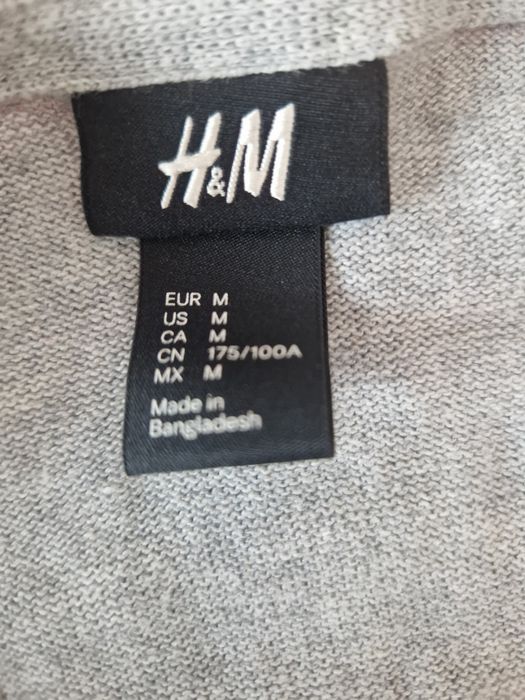 H&M
EUR M
US M
CA M
CN 175/100A
MX M
Made in
Bangladesh